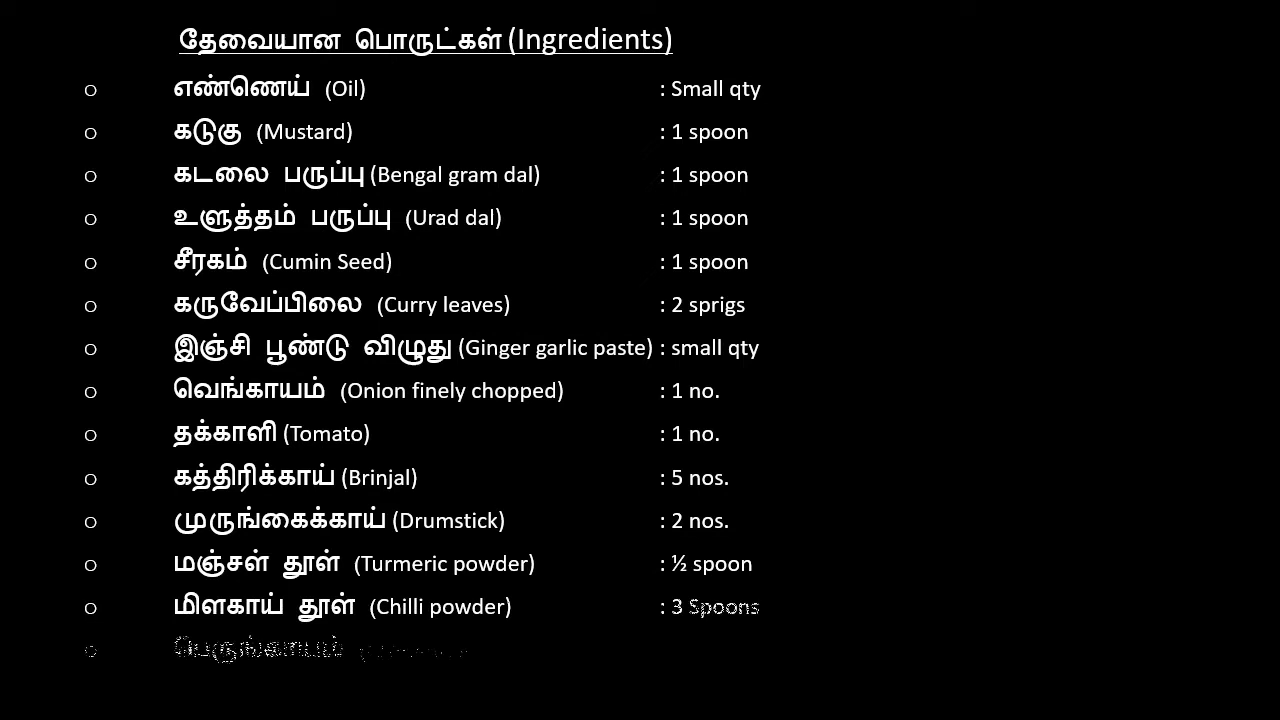 தேவையான பொருட்கள் (Ingredients)
o எண்ணெய் (Oil) : Small qty
o கடுகு (Mustard) : 1 spoon
o கடலை பருப்பு (Bengal gram dal) : 1 spoon
o உளுத்தம் பருப்பு (Urad dal) : 1 spoon
o சீரகம் (Cumin Seed) : 1 spoon
o கருவேப்பிலை (Curry leaves) : 2 sprigs
o இஞ்சி பூண்டு விழுது (Ginger garlic paste) : small qty
o வெங்காயம் (Onion finely chopped) : 1 no.
o தக்காளி (Tomato) : 1 no.
o கத்திரிக்காய் (Brinjal) : 5 nos.
o முருங்கைக்காய் (Drumstick) : 2 nos.
o மஞ்சள் தூள் (Turmeric powder) : ½ spoon
o மிளகாய் தூள் (Chilli powder) : 3 Spoons
o பெருங்காயம்